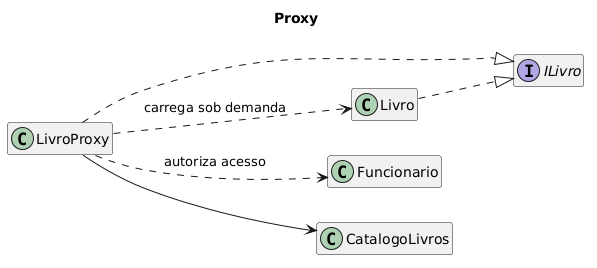 Proxy
I ILivro
carrega sob demanda
C Livro
C LivroProxy
autoriza acesso
C Funcionario
C CatalogoLivros